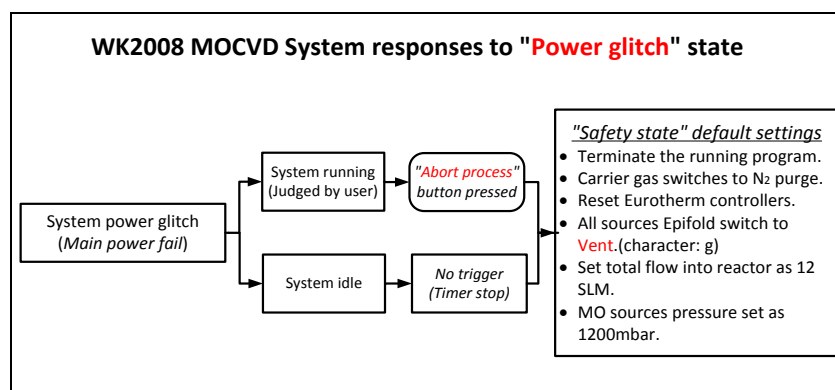 WK2008 MOCVD System responses to "Power glitch" state
System power glitch
(Main power fail)
System running
(Judged by user)
"Abort process"
button pressed
System idle
No trigger
(Timer stop)
"Safety state" default settings
• Terminate the running program.
• Carrier gas switches to N₂ purge.
• Reset Eurotherm controllers.
• All sources Epifold switch to
Vent.(character: g)
• Set total flow into reactor as 12
SLM.
• MO sources pressure set as
1200mbar.